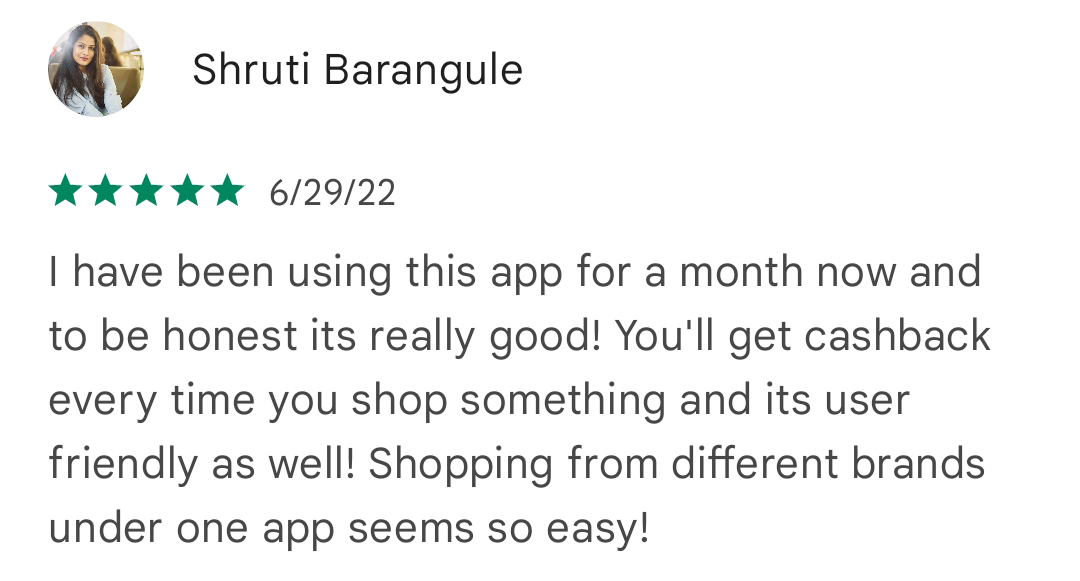 Shruti Barangule
6/29/22
I have been using this app for a month now and
to be honest its really good! You'll get cashback
every time you shop something and its user
friendly as well! Shopping from different brands
under one app seems so easy!